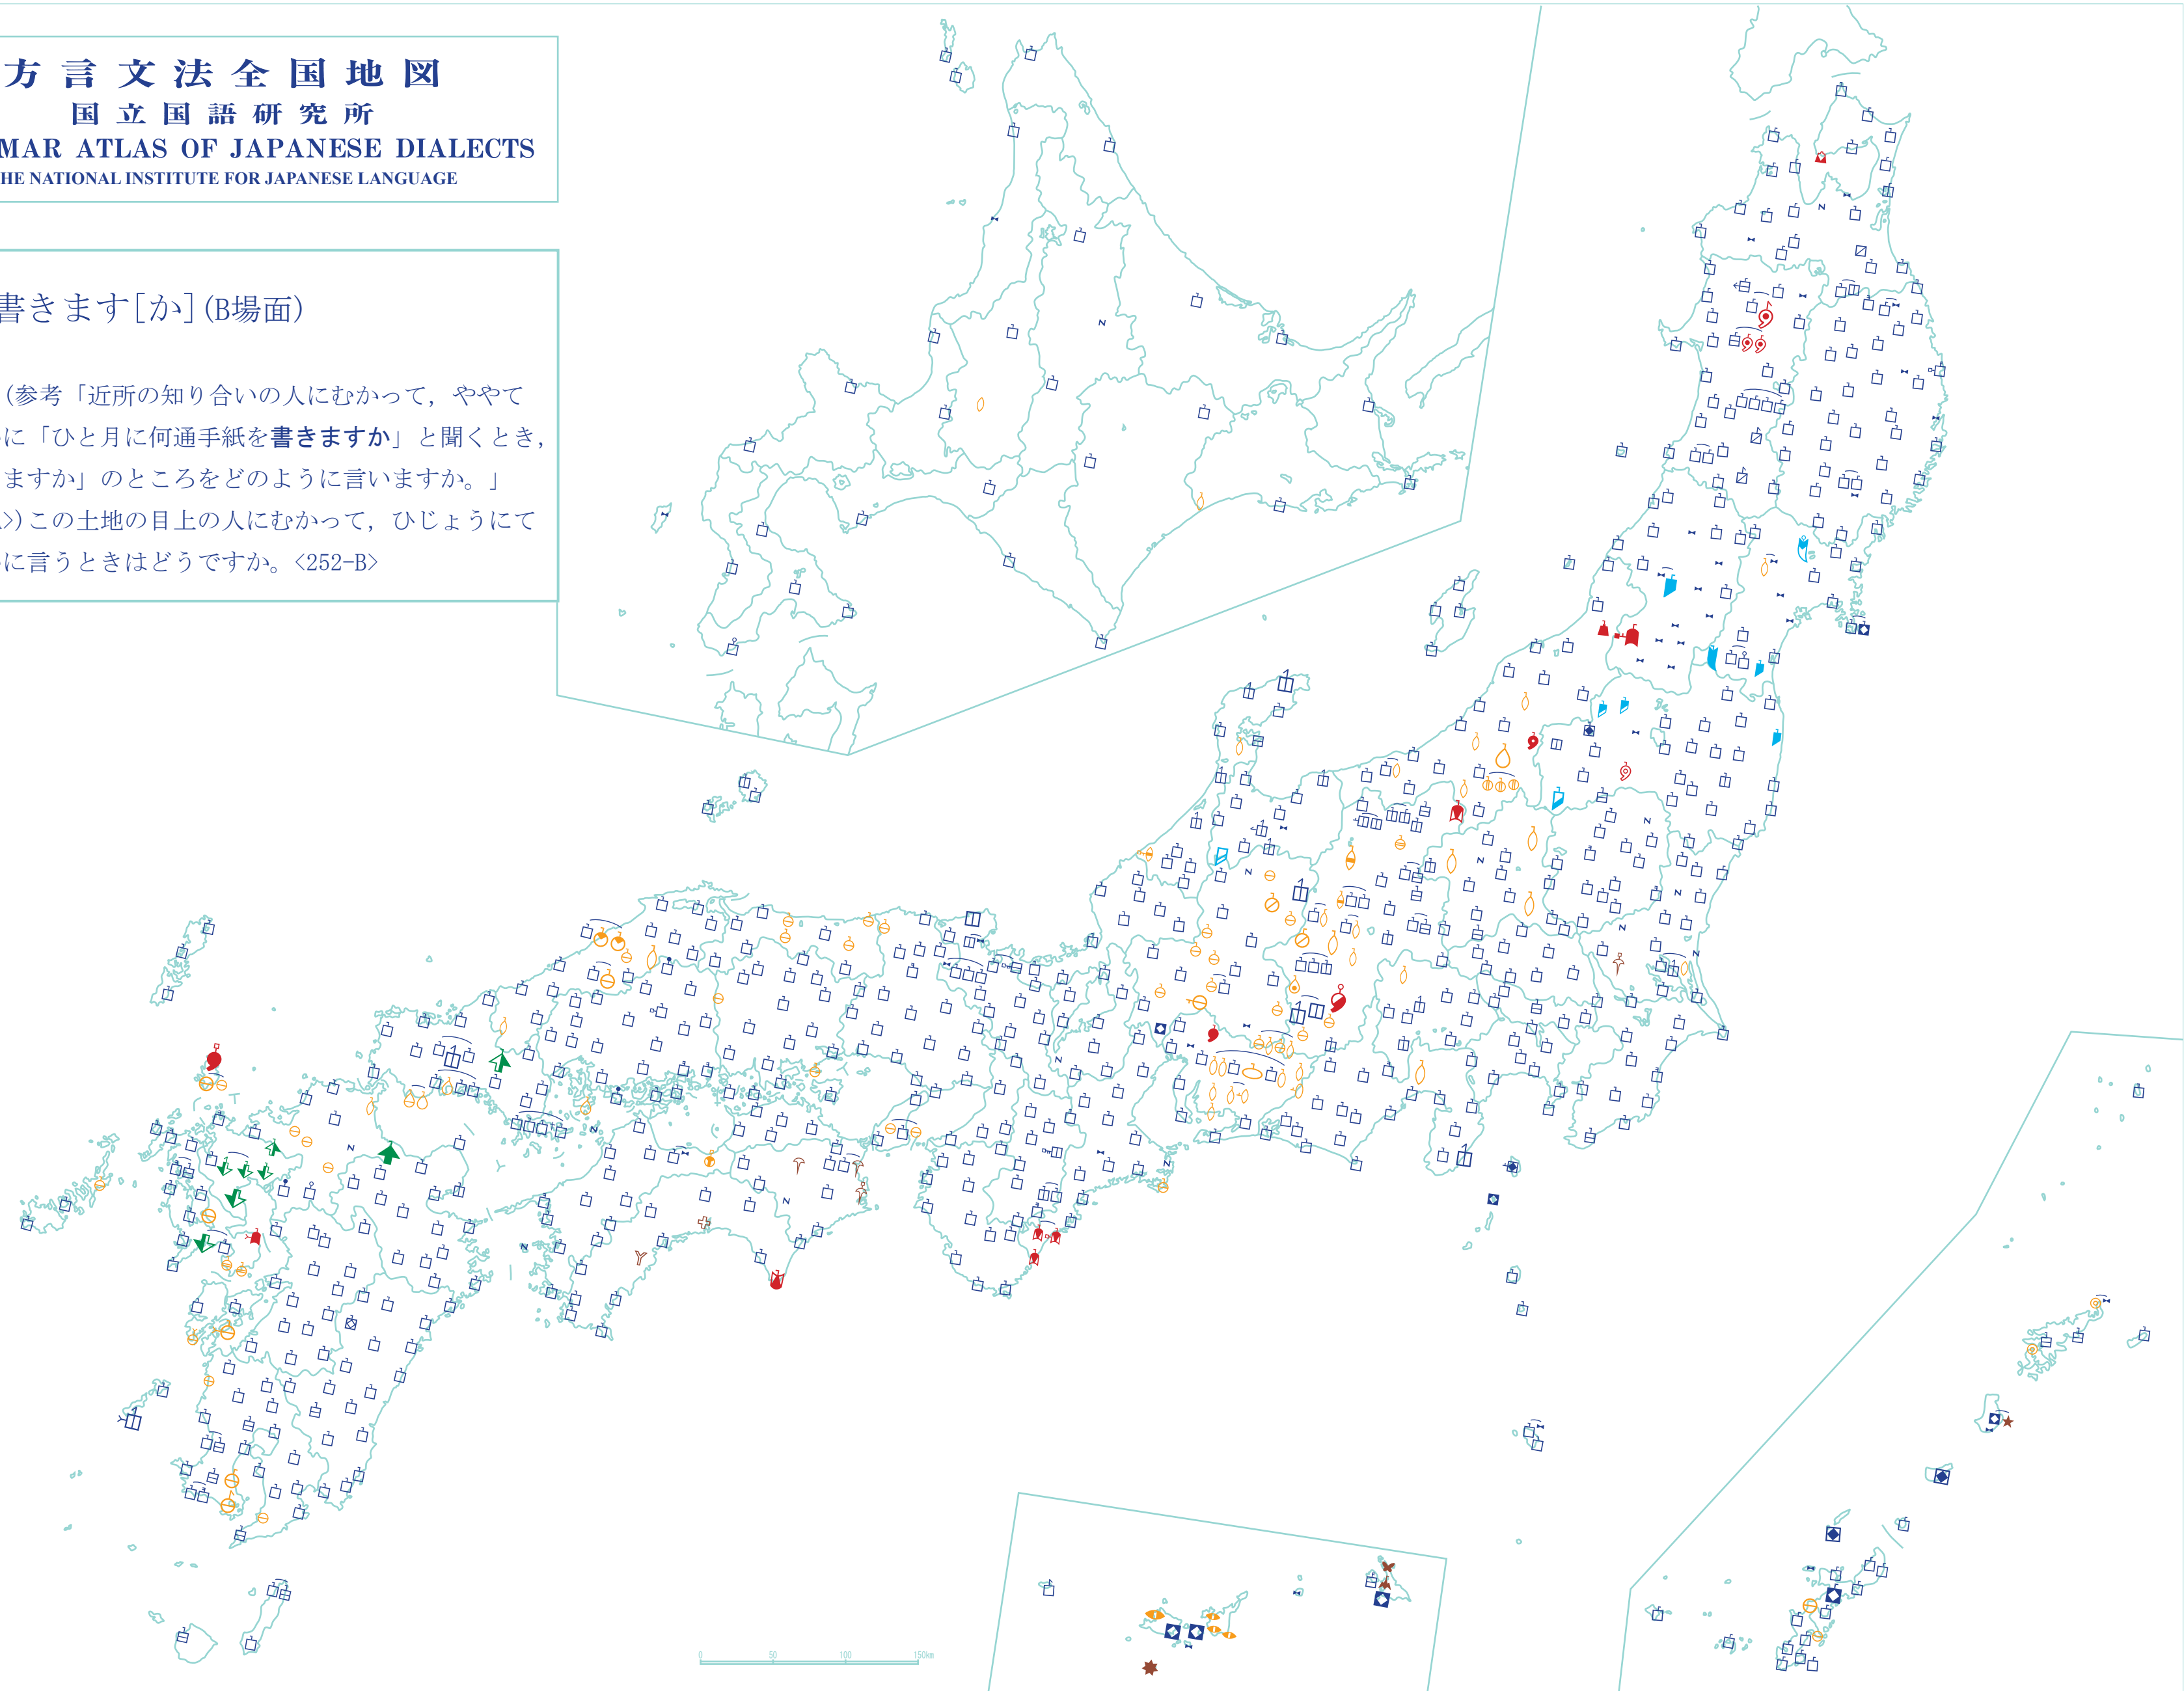 方言文法全国地図
国立国語研究所
MAR ATLAS OF JAPANESE DIALECTS
HE NATIONAL INSTITUTE FOR JAPANESE LANGUAGE
書きます[か](B場面)
(参考「近所の知り合いの人にむかって，ややて
に「ひと月に何通手紙を書きますか」と聞くとき，
ますか」のところをどのように言いますか。」
>)この土地の目上の人にむかって，ひじょうにて
に言うときはどうですか。<252-B>
0 50 100 150km